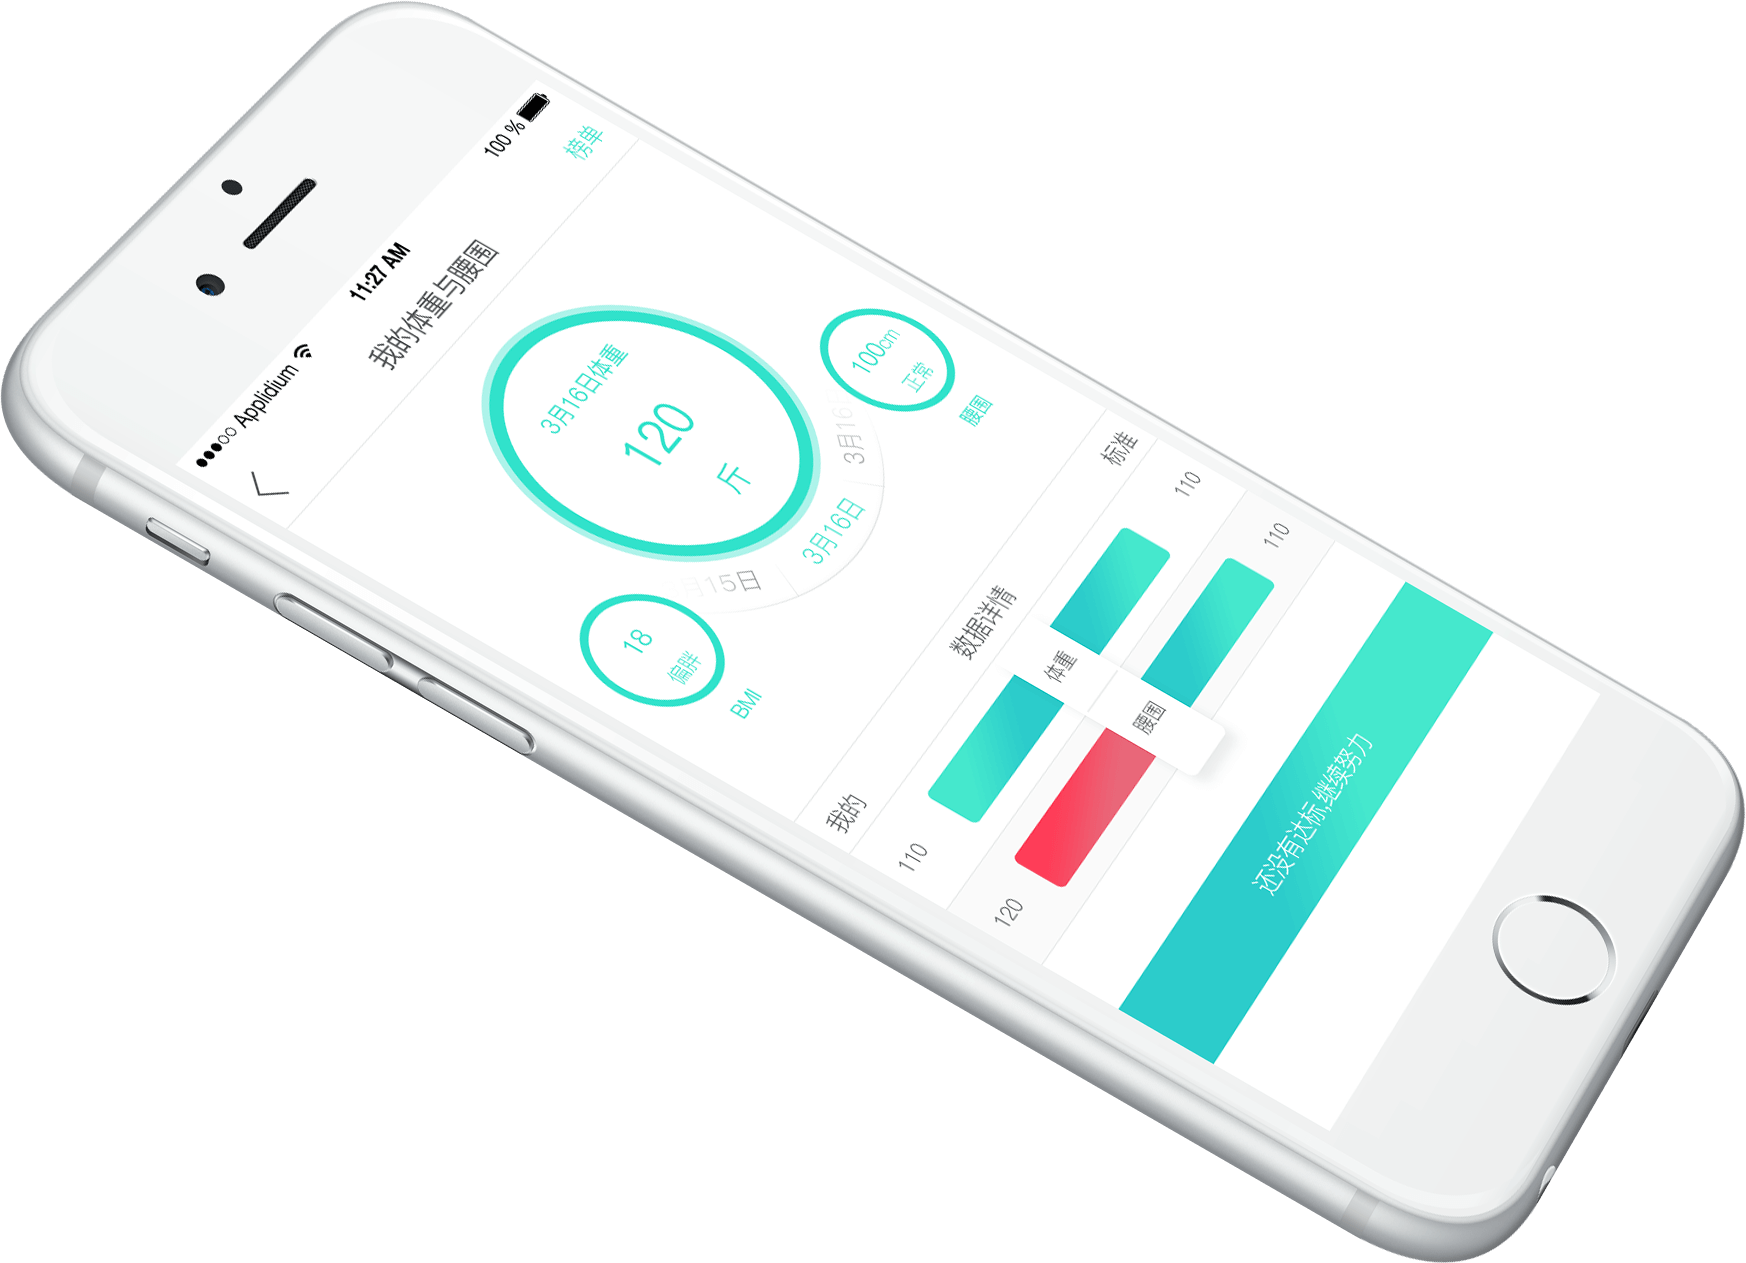 ●●●○○ Applidium 11:27 AM 100 %
我的体重与腰围 榜单
3月16日体重
120
斤
18
偏胖
BMI
100cm
正常
腰围
15日 3月16日 3月16
我的 数据详情 标准
110 体重 110
120 腰围 110
还没有达标,继续努力